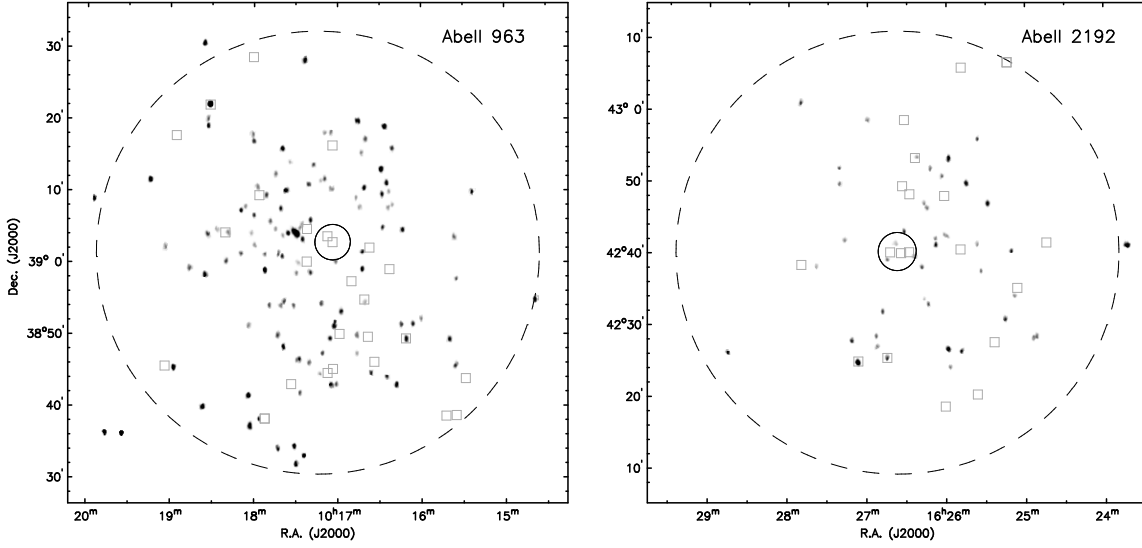 Abell 963
Dec. (J2000)
30'
20'
10'
39° 0'
38° 50'
40'
30'
20ᵐ 19ᵐ 18ᵐ 10ʰ17ᵐ 16ᵐ 15ᵐ
R.A. (J2000)
Abell 2192
10'
43° 0'
50'
42° 40'
42° 30'
20'
10'
29ᵐ 28ᵐ 27ᵐ 16ʰ26ᵐ 25ᵐ 24ᵐ
R.A. (J2000)